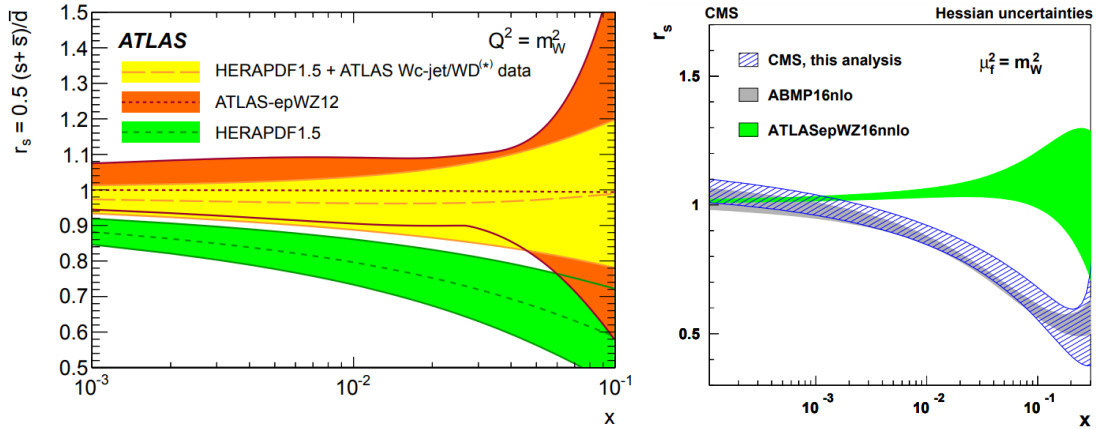 ATLAS
Q² = m²_W
HERAPDF1.5 + ATLAS Wc-jet/WD⁽*⁾ data
ATLAS-epWZ12
HERAPDF1.5
r_s = 0.5 (s+ s̅)/d̅
1.5
1.4
1.3
1.2
1.1
1
0.9
0.8
0.7
0.6
0.5
10⁻³
10⁻²
10⁻¹
x
CMS
Hessian uncertainties
r_s
CMS, this analysis
μ²_f = m²_W
ABMP16nlo
ATLASepWZ16nnlo
1.5
1
0.5
10⁻³
10⁻²
10⁻¹
x